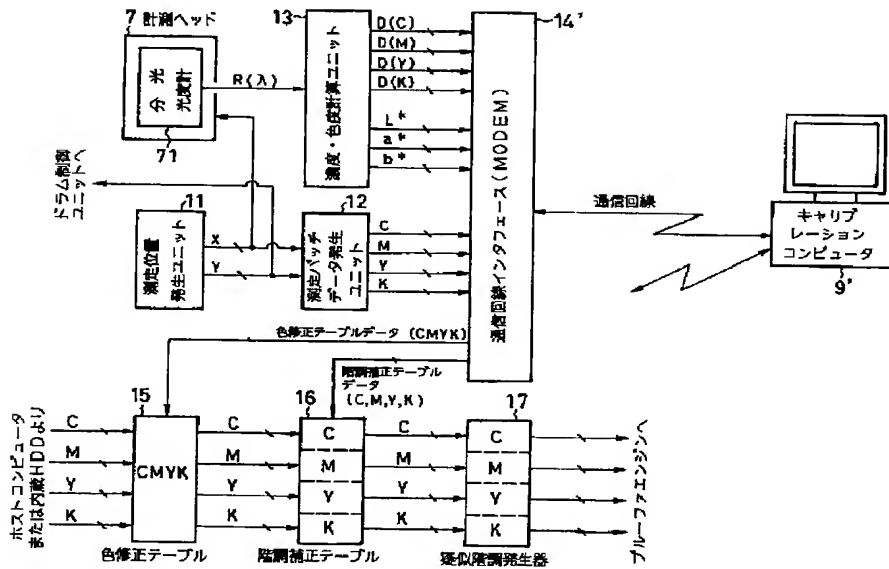 7 計測ヘッド
分光
光度計
71
R(λ)
13
濃度・色度計算ユニット
D(C)
D(M)
D(Y)
D(K)
L*
a*
b*
14'
通信回線インタフェース(MODEM)
通信回線
キャリブ
レーション
コンピュータ
9'
ドラム制御
ユニットへ
11
測定位置
発生ユニット
X
Y
12
測定パッチ
データ発生
ユニット
C
M
Y
K
色修正テーブルデータ (CMYK)
階調補正テーブル
データ
(C,M,Y,K)
ホストコンピュータ
または内蔵HDDより
C
M
Y
K
15
CMYK
色修正テーブル
C
M
Y
K
16
C
M
Y
K
階調補正テーブル
C
M
Y
K
17
C
M
Y
K
疑似階調発生器
プルーファエンジンへ